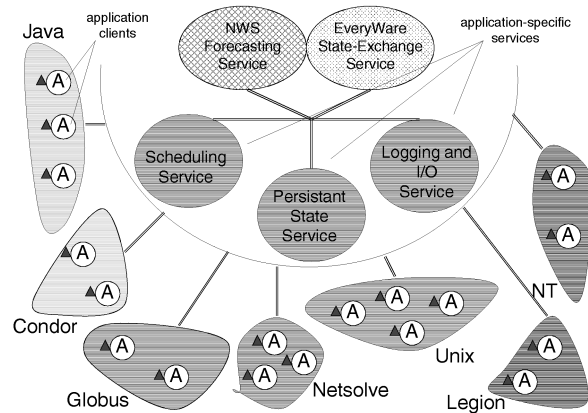 application
clients
Java
NWS
Forecasting
Service
EveryWare
State-Exchange
Service
application-specific
services
A
A
A
Scheduling
Service
Persistant
State
Service
Logging and
I/O
Service
A
A
A
A
Condor
A
A
Globus
A
A
A
Netsolve
A
A
A
A
Unix
NT
A
A
Legion